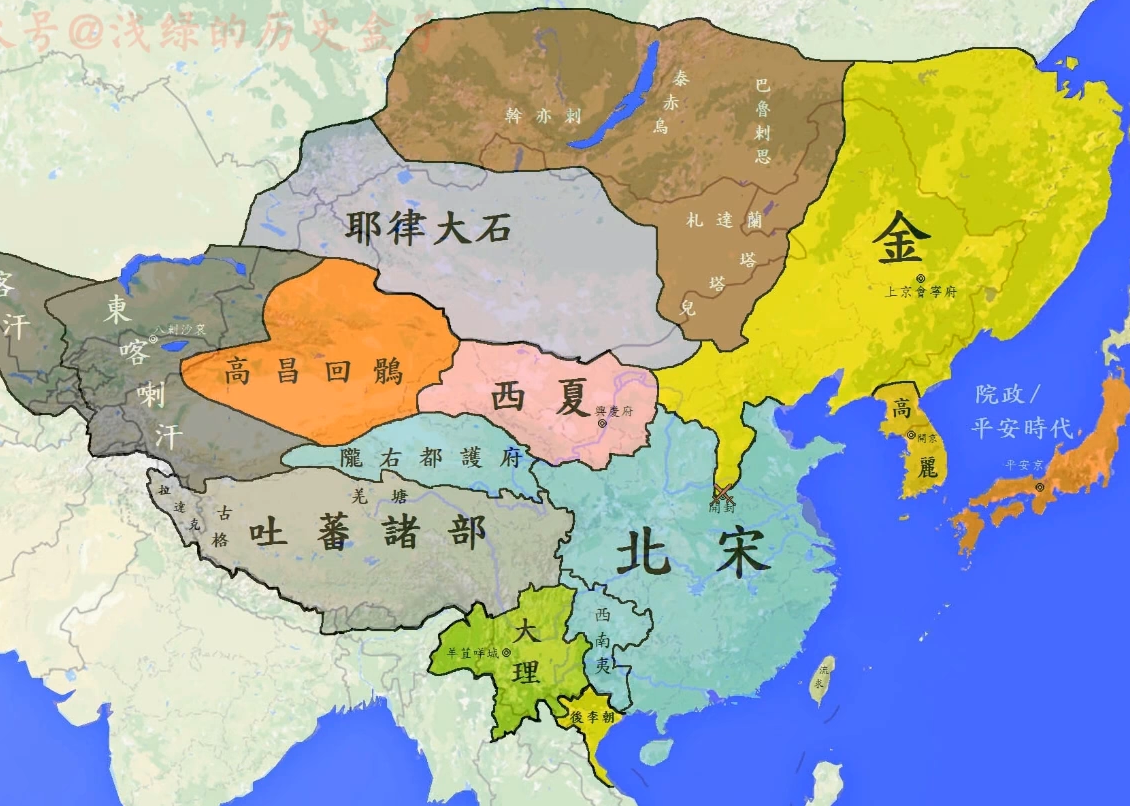 号@浅绿的历史盒子
斡亦剌
泰赤烏
巴魯剌思
札達蘭
塔塔兒
耶律大石
金
上京會寧府
客汗
東喀喇汗
八剌沙袞
高昌回鶻
西夏
興慶府
隴右都護府
高麗
開京
院政/
平安時代
平安京
開封
拉達克
古格
羌塘
吐蕃諸部
北宋
西南夷
大理
羊苴咩城
後李朝
流求